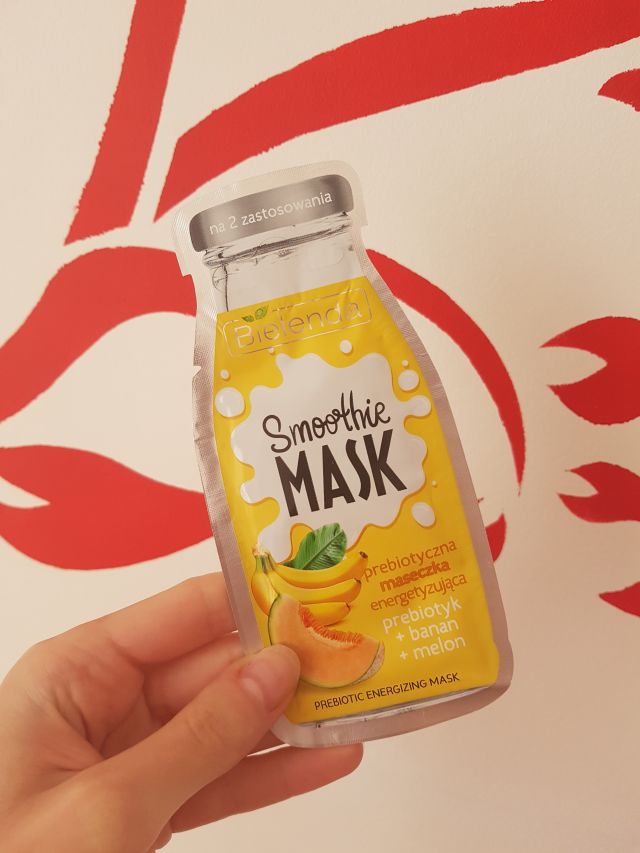 na 2 zastosowania
Bielenda
Smoothie
MASK
prebiotyczna
maseczka
energetyzująca
prebiotyk
+ banan
+ melon
PREBIOTIC ENERGIZING MASK